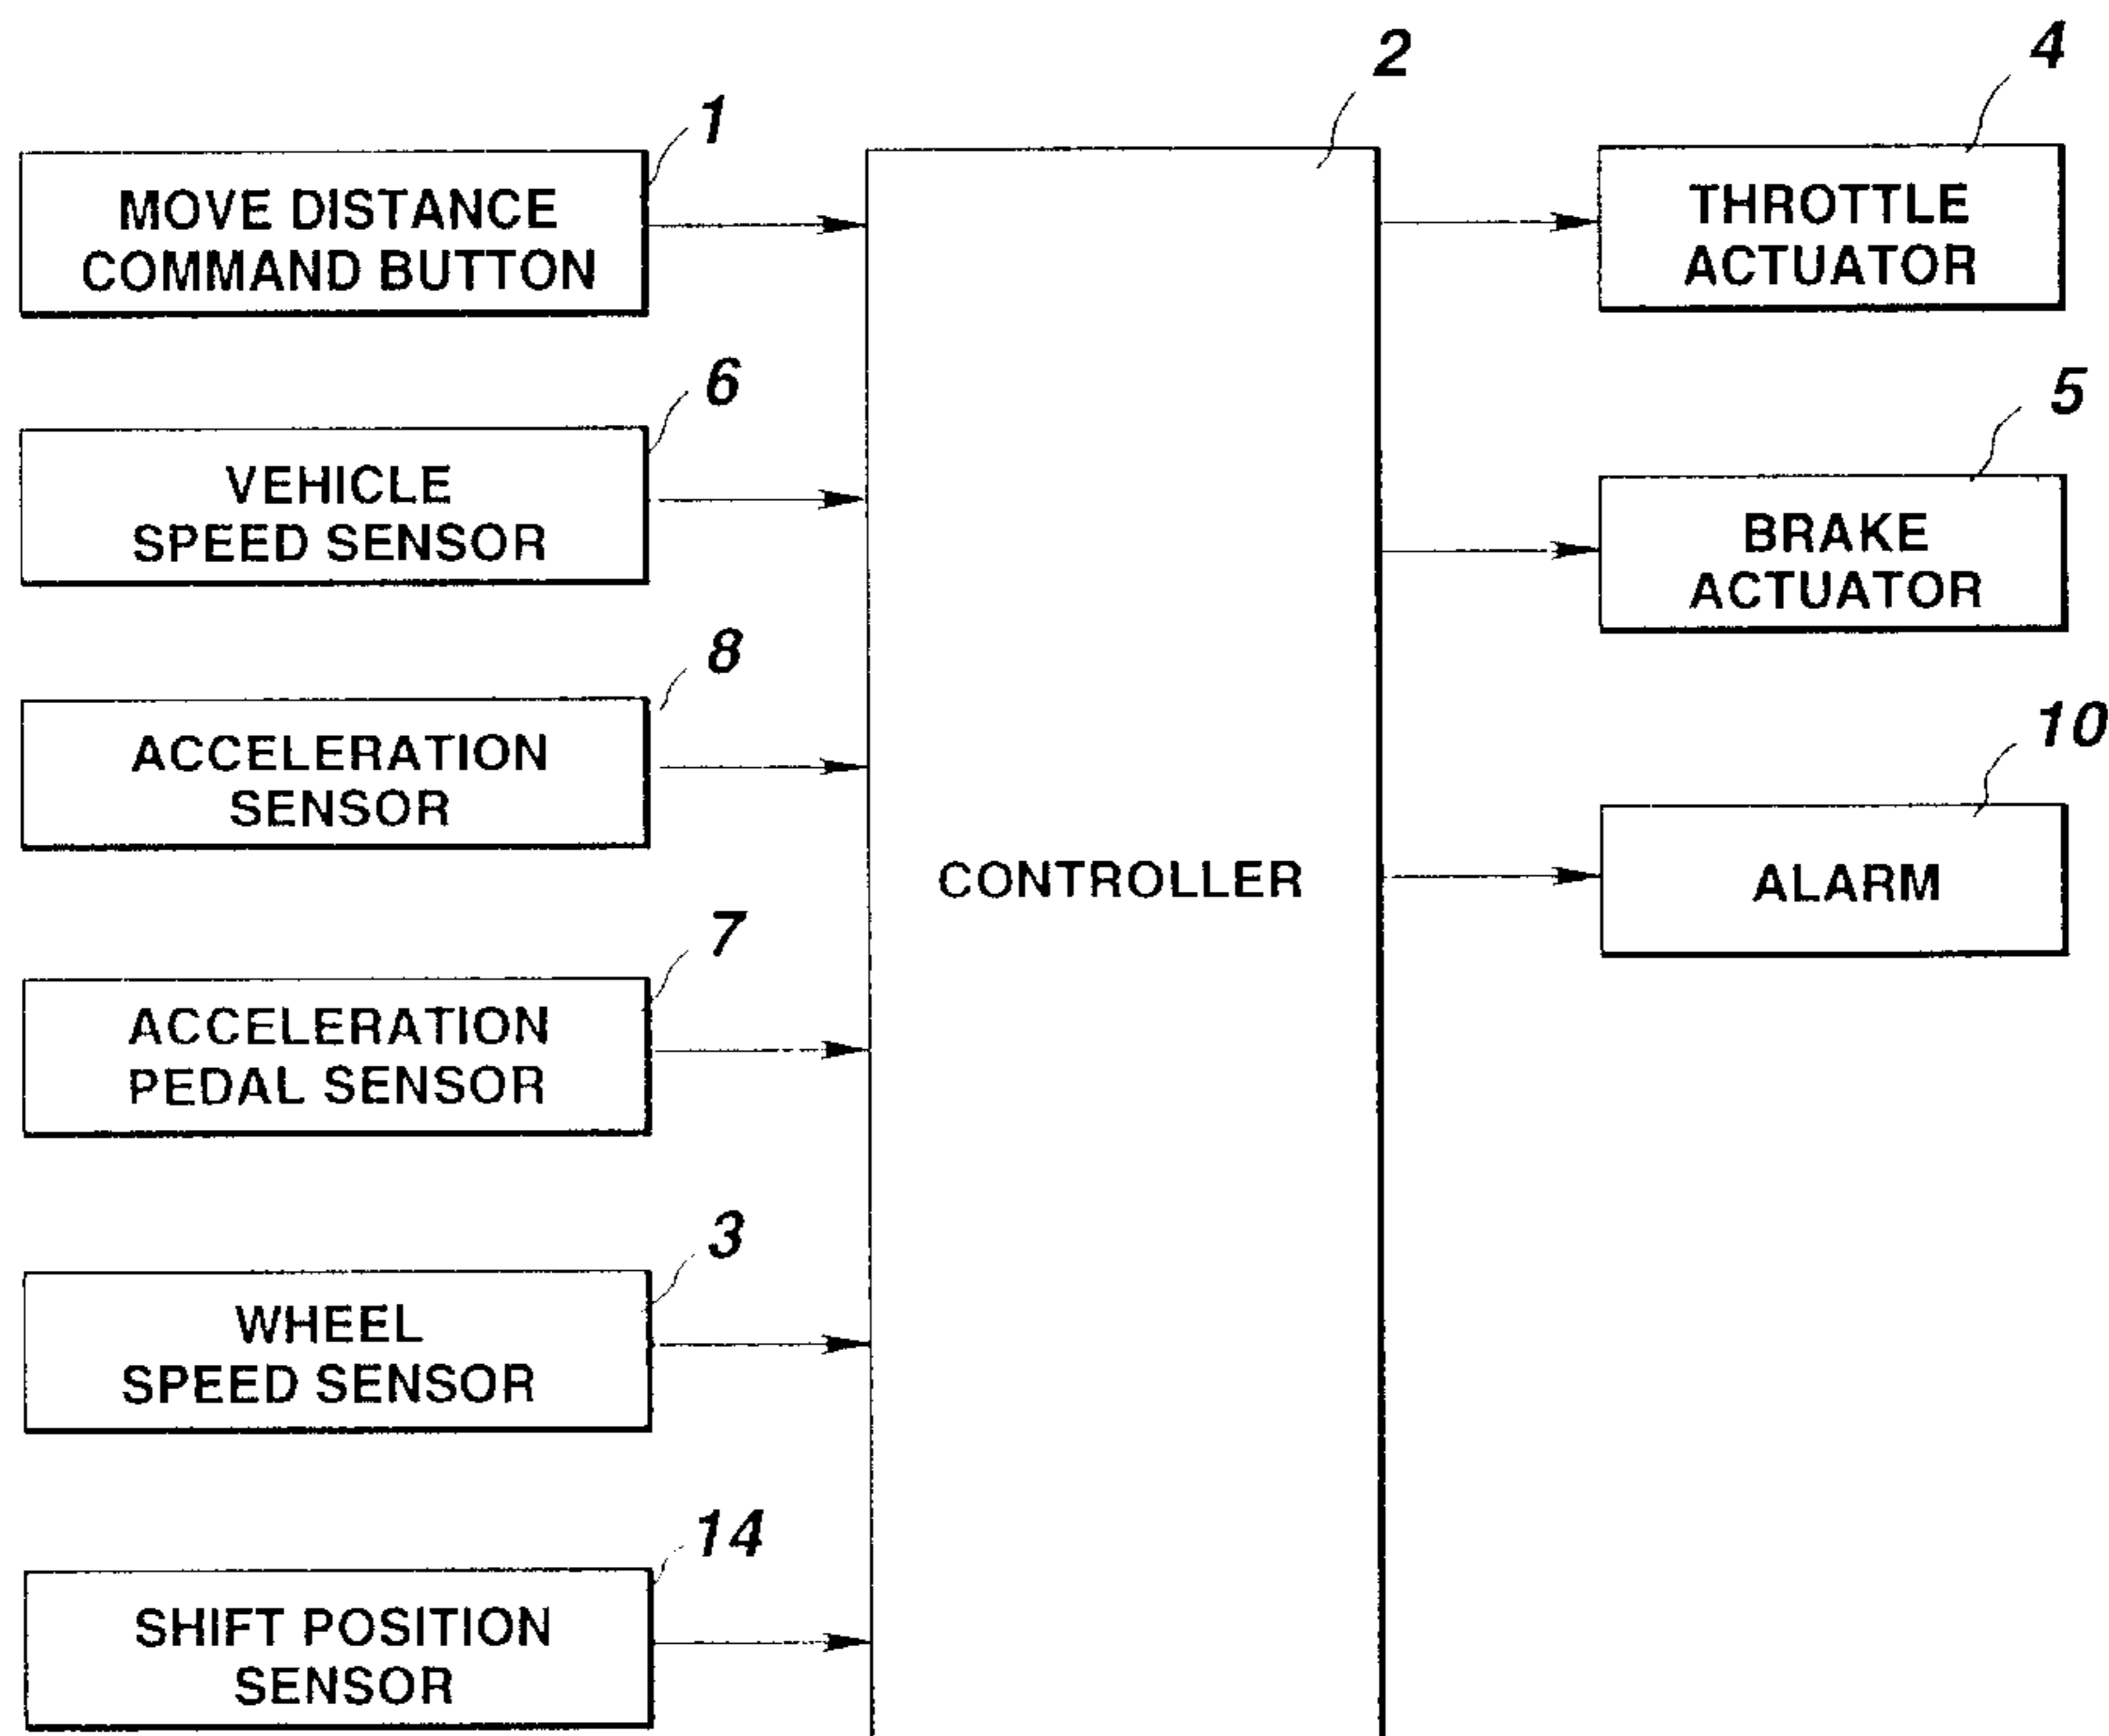 1
MOVE DISTANCE
COMMAND BUTTON
6
VEHICLE
SPEED SENSOR
8
ACCELERATION
SENSOR
7
ACCELERATION
PEDAL SENSOR
3
WHEEL
SPEED SENSOR
14
SHIFT POSITION
SENSOR
2
CONTROLLER
4
THROTTLE
ACTUATOR
5
BRAKE
ACTUATOR
10
ALARM